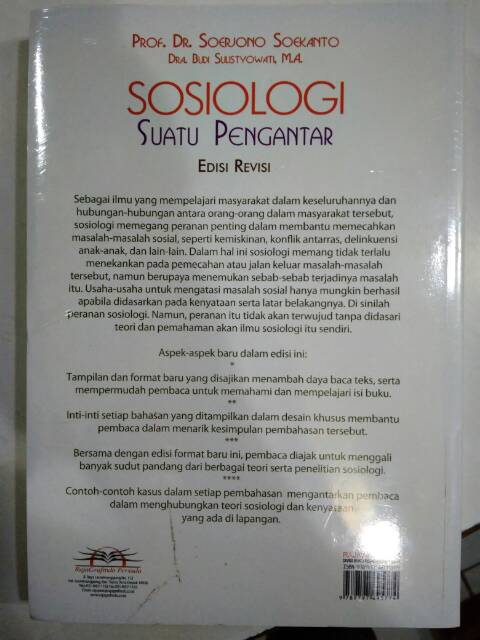 PROF. DR. SOERJONO SOEKANTO
DRA. BUDI SULISTYOWATI, M.A.
SOSIOLOGI
SUATU PENGANTAR
EDISI REVISI
Sebagai ilmu yang mempelajari masyarakat dalam keseluruhannya dan
hubungan-hubungan antara orang-orang dalam masyarakat tersebut,
sosiologi memegang peranan penting dalam membantu memecahkan
masalah-masalah sosial, seperti kemiskinan, konflik antarras, delinkuensi
anak-anak, dan lain-lain. Dalam hal ini sosiologi memang tidak terlalu
menekankan pada pemecahan atau jalan keluar masalah-masalah
tersebut, namun berupaya menemukan sebab-sebab terjadinya masalah
itu. Usaha-usaha untuk mengatasi masalah sosial hanya mungkin berhasil
apabila didasarkan pada kenyataan serta latar belakangnya. Di sinilah
peranan sosiologi. Namun, peranan itu tidak akan terwujud tanpa didasari
teori dan pemahaman akan ilmu sosiologi itu sendiri.
Aspek-aspek baru dalam edisi ini:
*
Tampilan dan format baru yang disajikan menambah daya baca teks, serta
mempermudah pembaca untuk memahami dan mempelajari isi buku.
**
Inti-inti setiap bahasan yang ditampilkan dalam desain khusus membantu
pembaca dalam menarik kesimpulan pembahasan tersebut.
***
Bersama dengan edisi format baru ini, pembaca diajak untuk menggali
banyak sudut pandang dari berbagai teori serta penelitian sosiologi.
****
Contoh-contoh kasus dalam setiap pembahasan mengantarkan pembaca
dalam menghubungkan teori sosiologi dan kenyataan
yang ada di lapangan.
RajaGrafindo Persada